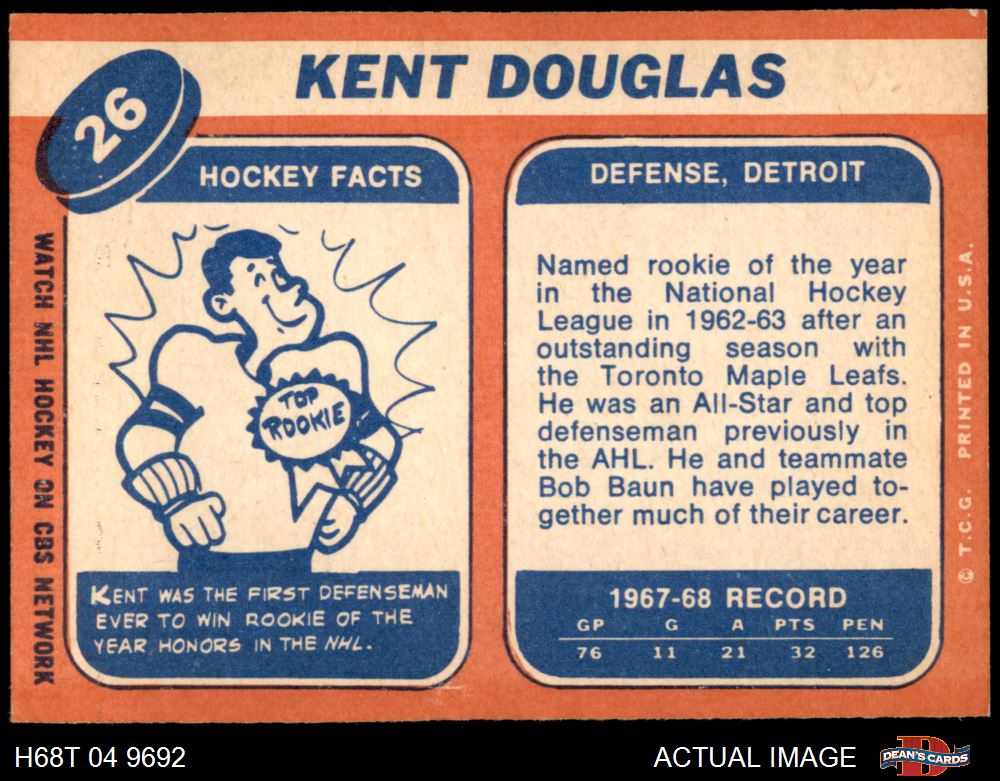 26
KENT DOUGLAS
HOCKEY FACTS
TOP
ROOKIE
KENT WAS THE FIRST DEFENSEMAN
EVER TO WIN ROOKIE OF THE
YEAR HONORS IN THE NHL.
WATCH NHL HOCKEY ON CBS NETWORK
DEFENSE, DETROIT
Named rookie of the year
in the National Hockey
League in 1962-63 after an
outstanding season with
the Toronto Maple Leafs.
He was an All-Star and top
defenseman previously in
the AHL. He and teammate
Bob Baun have played to-
gether much of their career.
1967-68 RECORD
GP G A PTS PEN
76 11 21 32 126
© T.C.G. PRINTED IN U.S.A.
H68T 04 9692
ACTUAL IMAGE
DEAN'S CARDS